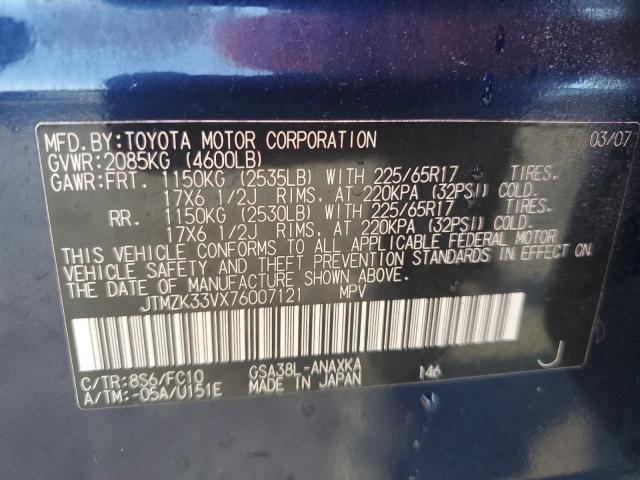 MFD.BY:TOYOTA MOTOR CORPORATION 03/07
GVWR:2085KG (4600LB)
GAWR:FRT. 1150KG (2535LB) WITH 225/65R17 TIRES.
17X6 1/2J RIMS. AT 220KPA (32PSI) COLD.
RR. 1150KG (2530LB) WITH 225/65R17 TIRES.
17X6 1/2J RIMS. AT 220KPA (32PSI) COLD.
THIS VEHICLE CONFORMS TO ALL APPLICABLE FEDERAL MOTOR
VEHICLE SAFETY AND THEFT PREVENTION STANDARDS IN EFFECT ON
THE DATE OF MANUFACTURE SHOWN ABOVE.
JTMZK33VX76007121 MPV
C/TR:8S6/FC10 GSA38L-ANAXKA 146 J
A/TM:-05A/U151E MADE IN JAPAN